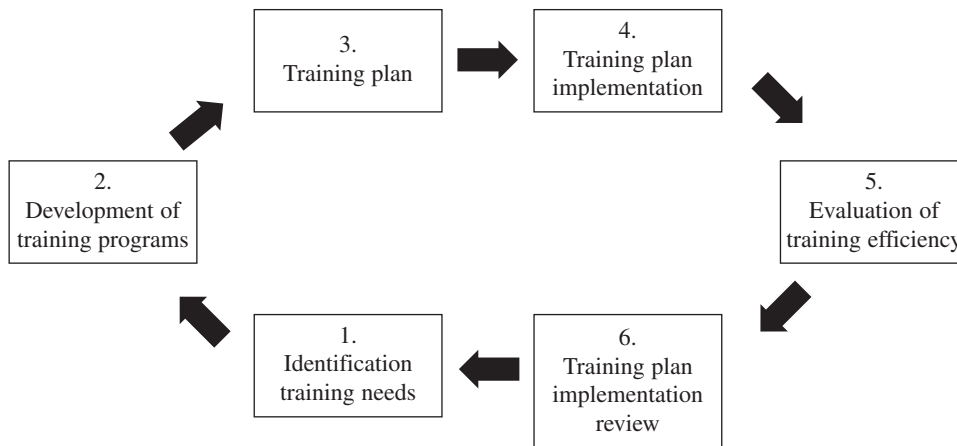 3.
Training plan
4.
Training plan
implementation
2.
Development of
training programs
5.
Evaluation of
training efficiency
1.
Identification
training needs
6.
Training plan
implementation
review